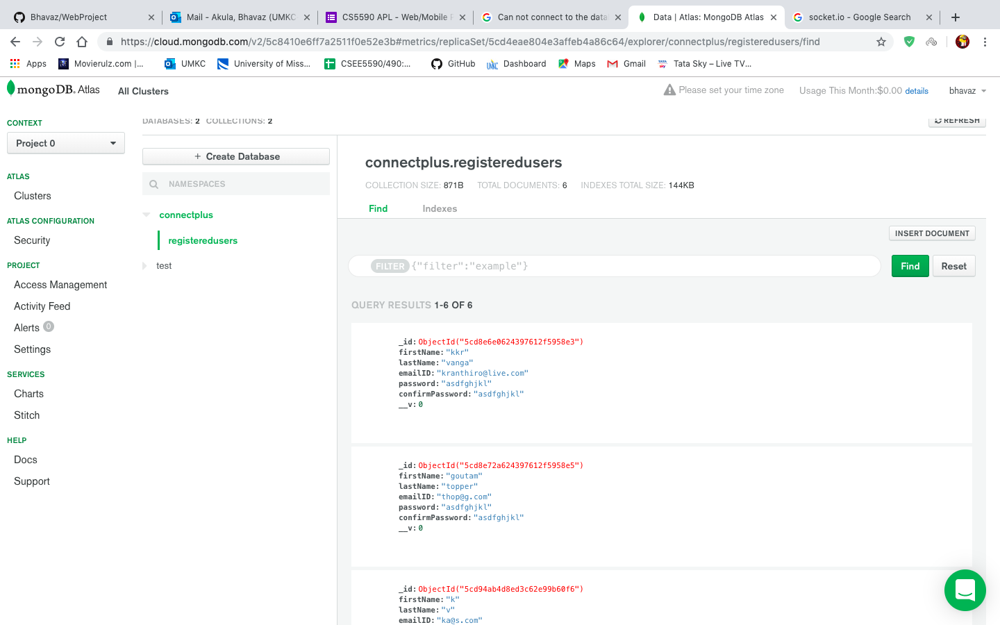 Bhavaz/WebProject
Mail - Akula, Bhavaz (UMKC
CS5590 APL - Web/Mobile P
Can not connect to the data
Data | Atlas: MongoDB Atlas
socket.io - Google Search
https://cloud.mongodb.com/v2/5c8410e6ff7a2511f0e52e3b#metrics/replicaSet/5cd4eae804e3affeb4a86c64/explorer/connectplus/registeredusers/find
Apps
Movierulz.com |...
UMKC
University of Miss...
CSEE5590/490:...
GitHub
UMKC
Dashboard
Maps
Gmail
TATA
sky
Tata Sky – Live TV...
mongoDB. Atlas
All Clusters
Please set your time zone
Usage This Month:$0.00 details
bhavaz
CONTEXT
Project 0
ATLAS
Clusters
ATLAS CONFIGURATION
Security
PROJECT
Access Management
Activity Feed
Alerts 0
Settings
SERVICES
Charts
Stitch
HELP
Docs
Support
DATABASES: 2 COLLECTIONS: 2
REFRESH
+ Create Database
NAMESPACES
connectplus
registeredusers
test
connectplus.registeredusers
COLLECTION SIZE: 871B TOTAL DOCUMENTS: 6 INDEXES TOTAL SIZE: 144KB
Find Indexes
INSERT DOCUMENT
FILTER {"filter":"example"}
Find
Reset
QUERY RESULTS 1-6 OF 6
_id: ObjectId("5cd8e6e0624397612f5958e3")
firstName: "kkr"
lastName: "vanga"
emailID: "kranthiro@live.com"
password: "asdfghjkl"
confirmPassword: "asdfghjkl"
__v: 0
_id: ObjectId("5cd8e72a624397612f5958e5")
firstName: "goutam"
lastName: "topper"
emailID: "thop@g.com"
password: "asdfghjkl"
confirmPassword: "asdfghjkl"
__v: 0
_id: ObjectId("5cd94ab4d8ed3c62e99b60f6")
firstName: "k"
lastName: "v"
emailID: "ka@s.com"